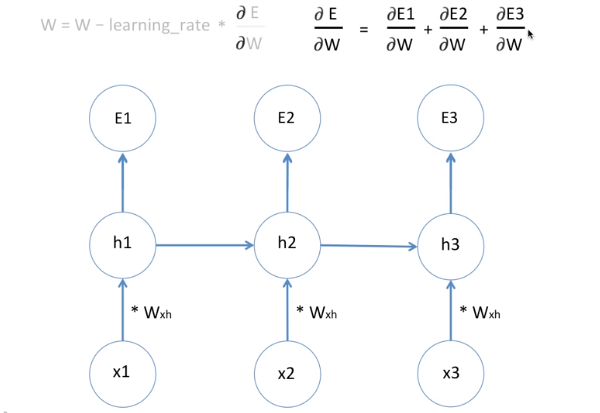 W = W − learning_rate * ∂E/∂W    ∂E/∂W = ∂E1/∂W + ∂E2/∂W + ∂E3/∂W
E1 E2 E3
h1 h2 h3
* Wxh * Wxh * Wxh
x1 x2 x3